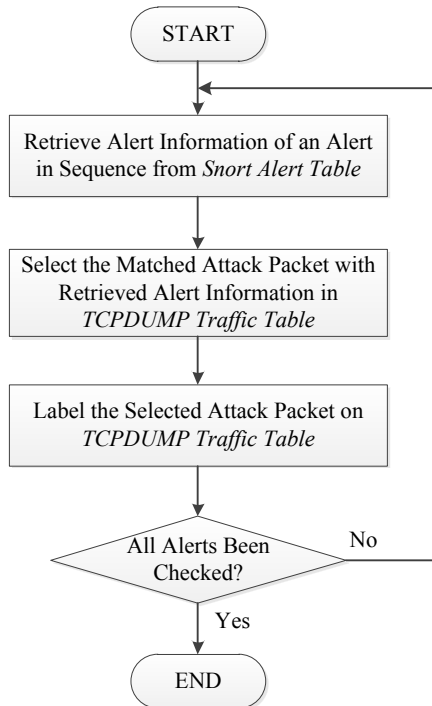 START
Retrieve Alert Information of an Alert
in Sequence from Snort Alert Table
Select the Matched Attack Packet with
Retrieved Alert Information in
TCPDUMP Traffic Table
Label the Selected Attack Packet on
TCPDUMP Traffic Table
All Alerts Been
Checked?
No
Yes
END